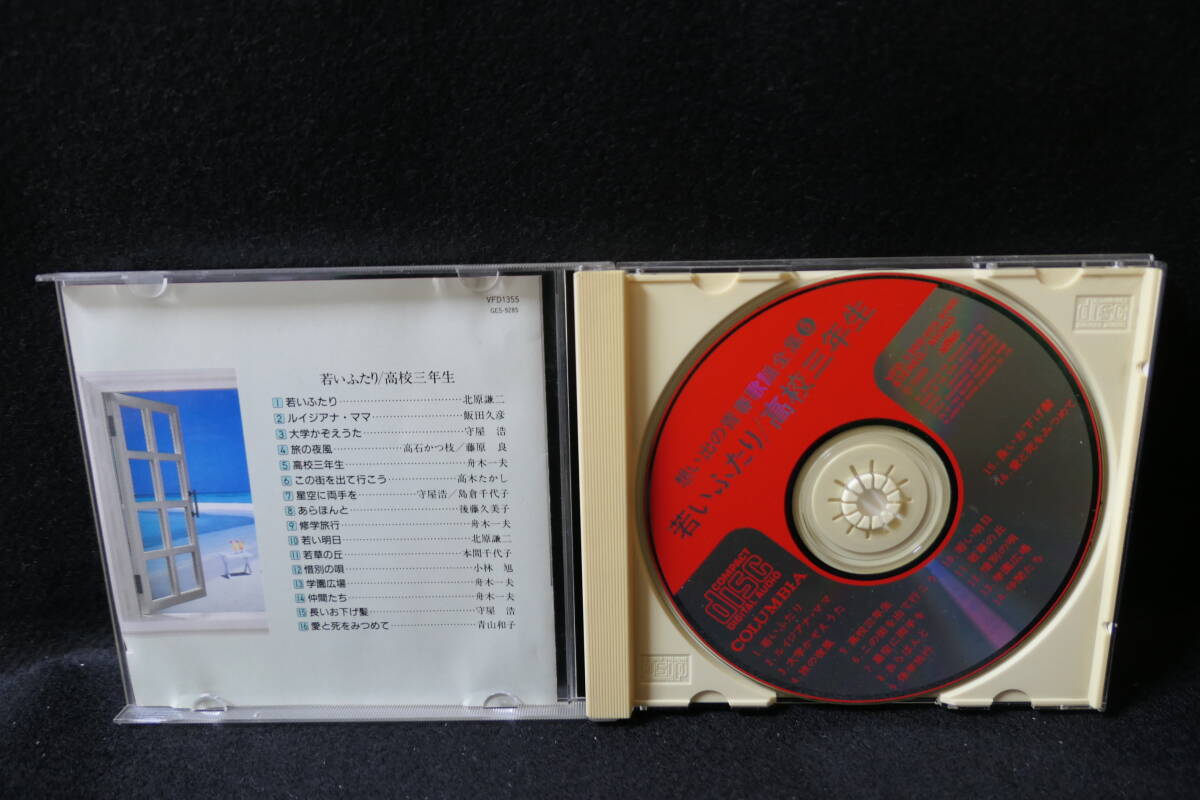 VFD1355
GES-9285
若いふたり/高校三年生
1 若いふたり 北原謙二
2 ルイジアナ・ママ 飯田久彦
3 大学かぞえうた 守屋 浩
4 旅の夜風 高石かつ枝/藤原 良
5 高校三年生 舟木一夫
6 この街を出て行こう 高木たかし
7 星空に両手を 守屋浩/島倉千代子
8 あらほんと 後藤久美子
9 修学旅行 舟木一夫
10 若い明日 北原謙二
11 若草の丘 本間千代子
12 惜別の唄 小林 旭
13 学園広場 舟木一夫
14 仲間たち 舟木一夫
15 長いお下げ髪 守屋 浩
16 愛と死をみつめて 青山和子
想い出の青春歌謡全集
若いふたり/高校三年生
COMPACT
disc
DIGITAL AUDIO
COLUMBIA
1. 若いふたり
2. ルイジアナ・ママ
3. 大学かぞえうた
4. 旅の夜風
5. 高校三年生
6. この街を出て行こう
7. 星空に両手を
8. あらほんと
9. 修学旅行
10. 若い明日
11. 若草の丘
12. 惜別の唄
13. 学園広場
14. 仲間たち
15. 長いお下げ髪
16. 愛と死をみつめて
disc
disc